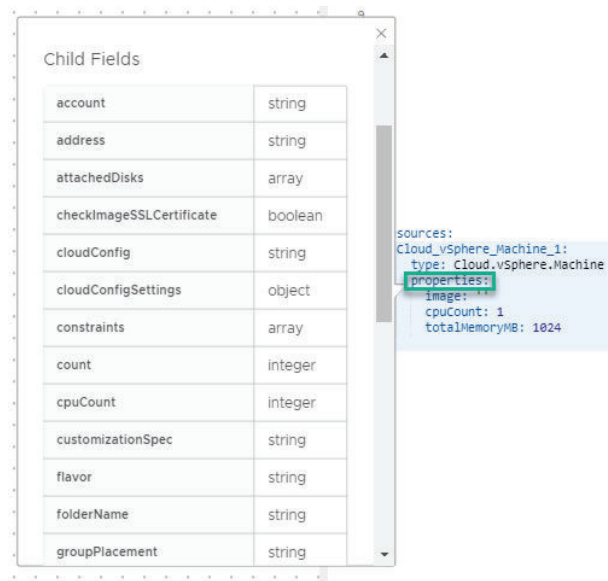 Child Fields
account string
address string
attachedDisks array
checkImageSSLCertificate boolean
cloudConfig string
cloudConfigSettings object
constraints array
count integer
cpuCount integer
customizationSpec string
flavor string
folderName string
groupPlacement string
sources:
Cloud_vSphere_Machine_1:
type: Cloud.vSphere.Machine
properties:
image: ''
cpuCount: 1
totalMemoryMB: 1024